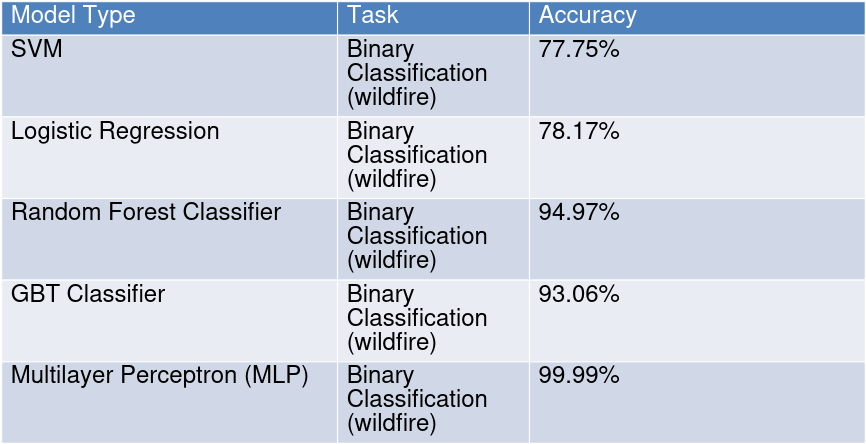 Model Type Task Accuracy
SVM Binary 77.75%
Classification
(wildfire)
Logistic Regression Binary 78.17%
Classification
(wildfire)
Random Forest Classifier Binary 94.97%
Classification
(wildfire)
GBT Classifier Binary 93.06%
Classification
(wildfire)
Multilayer Perceptron (MLP) Binary 99.99%
Classification
(wildfire)